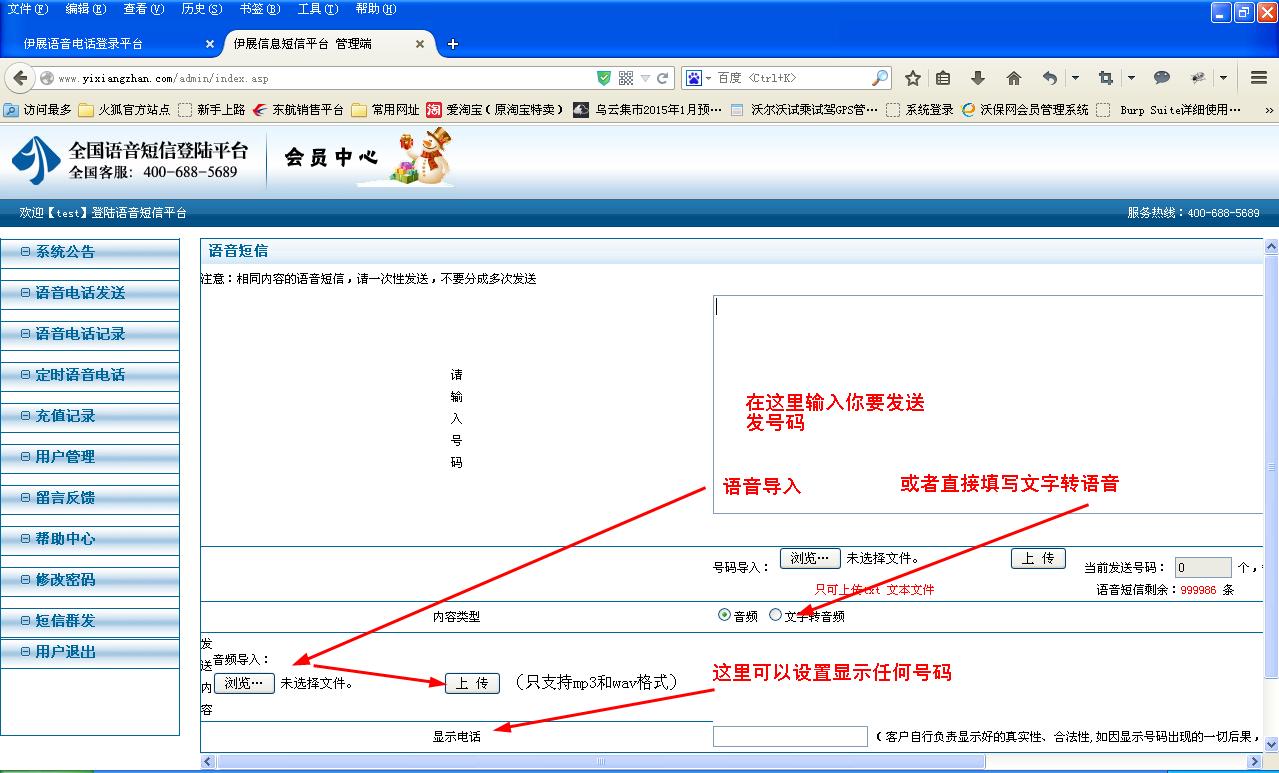 文件(F) 编辑(E) 查看(V) 历史(S) 书签(B) 工具(T) 帮助(H)
伊展语音电话登录平台 × 伊展信息短信平台 管理端 × +
www.yixiangzhan.com/admin/index.asp 百度 <Ctrl+K>
访问最多 火狐官方站点 新手上路 东航销售平台 常用网址 淘 爱淘宝(原淘宝特卖) 乌云集市2015年1月预… 沃尔沃试乘试驾GPS管… 系统登录 沃保网会员管理系统 Burp Suite详细使用… »
全国语音短信登陆平台
全国客服: 400-688-5689
会员中心
欢迎【test】登陆语音短信平台 服务热线：400-688-5689
系统公告
语音电话发送
语音电话记录
定时语音电话
充值记录
用户管理
留言反馈
帮助中心
修改密码
短信群发
用户退出
语音短信
注意：相同内容的语音短信，请一次性发送，不要分成多次发送
请
输
入
号
码
在这里输入你要发送
发号码
语音导入 或者直接填写文字转语音
号码导入： 浏览… 未选择文件。 上 传 当前发送号码： 0 个，
只可上传txt 文本文件 语音短信剩余：999986 条
内容类型 音频 文字转音频
发
送
内
容
音频导入：
浏览… 未选择文件。 上 传 （只支持mp3和wav格式）
这里可以设置显示任何号码
显示电话 （客户自行负责显示好的真实性、合法性,如因显示号码出现的一切后果，